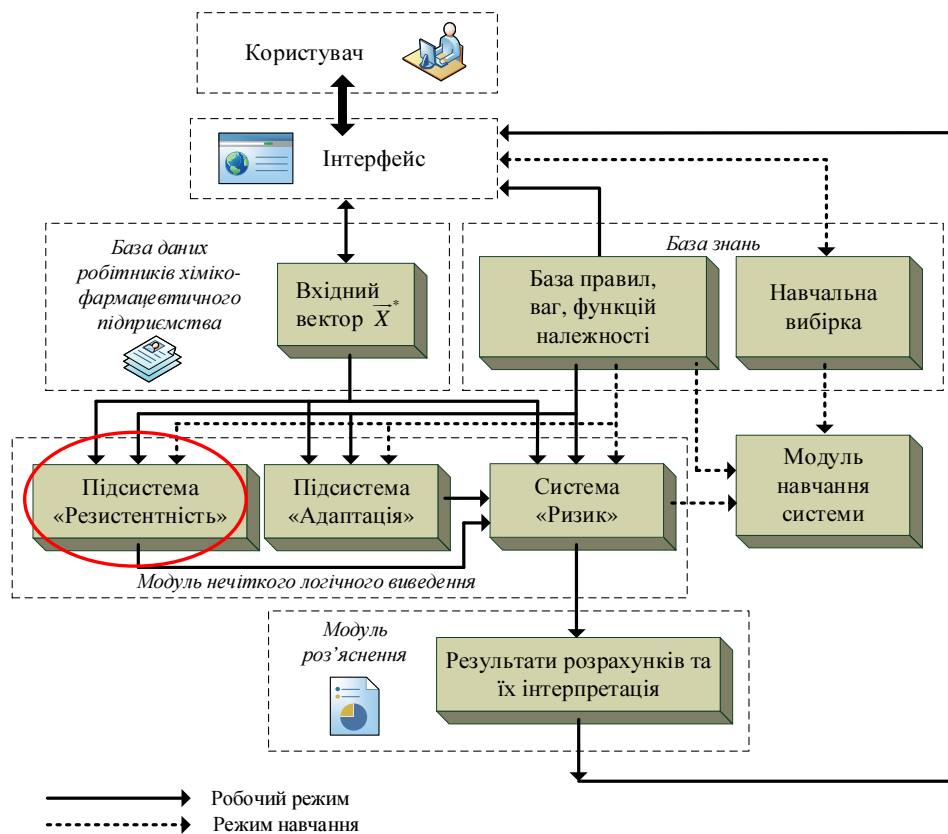 Користувач
Інтерфейс
База даних
робітників хіміко-
фармацевтичного
підприємства
Вхідний
вектор X*
База знань
База правил,
ваг, функцій
належності
Навчальна
вибірка
Підсистема
«Резистентність»
Підсистема
«Адаптація»
Система
«Ризик»
Модуль
навчання
системи
Модуль нечіткого логічного виведення
Модуль
роз’яснення
Результати розрахунків та
їх інтерпретація
Робочий режим
Режим навчання